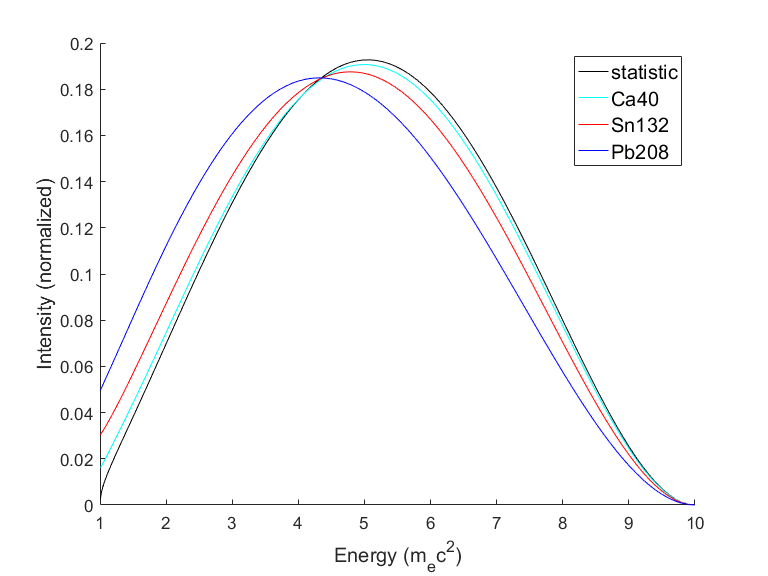 0.2
0.18
0.16
0.14
0.12
0.1
0.08
0.06
0.04
0.02
0
Intensity (normalized)
statistic
Ca40
Sn132
Pb208
1 2 3 4 5 6 7 8 9 10
Energy (mec2)